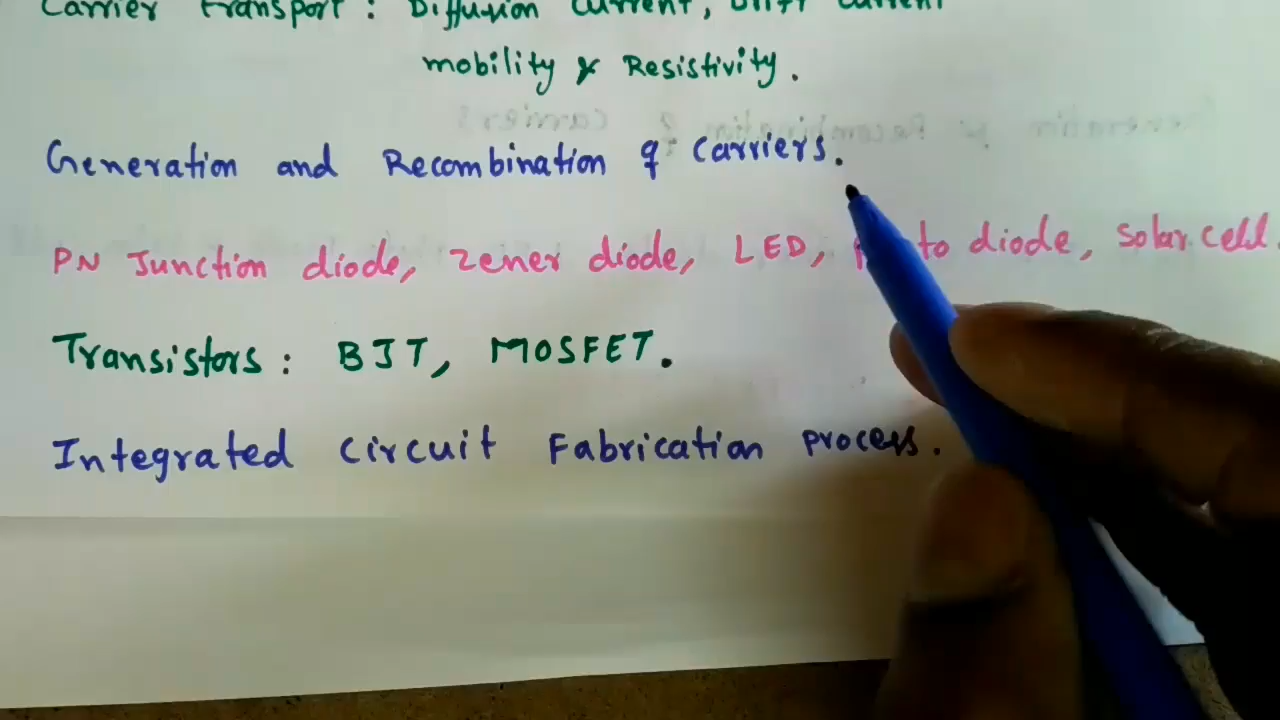 Carrier transport : Diffusion current, Drift current
mobility & Resistivity.
Generation and Recombination of Carriers.
PN Junction diode, zener diode, LED, photo diode, solar cell.
Transistors : BJT, MOSFET.
Integrated Circuit Fabrication process.